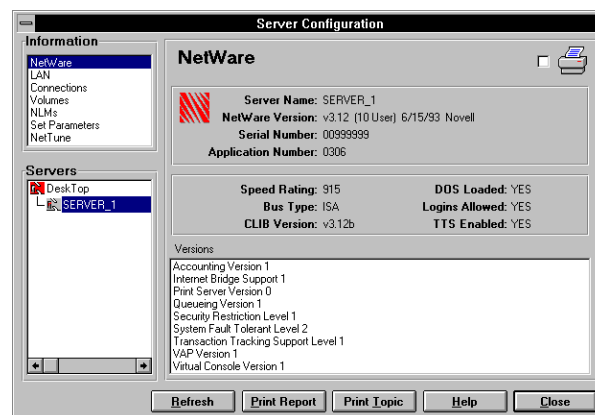 Server Configuration
Information
NetWare
LAN
Connections
Volumes
NLMs
Set Parameters
NetTune
Servers
DeskTop
SERVER_1
NetWare
Server Name: SERVER_1
NetWare Version: v3.12 (10 User) 6/15/93 Novell
Serial Number: 00999999
Application Number: 0306
Speed Rating: 915 DOS Loaded: YES
Bus Type: ISA Logins Allowed: YES
CLIB Version: v3.12b TTS Enabled: YES
Versions
Accounting Version 1
Internet Bridge Support 1
Print Server Version 0
Queueing Version 1
Security Restriction Level 1
System Fault Tolerant Level 2
Transaction Tracking Support Level 1
VAP Version 1
Virtual Console Version 1
Refresh Print Report Print Topic Help Close